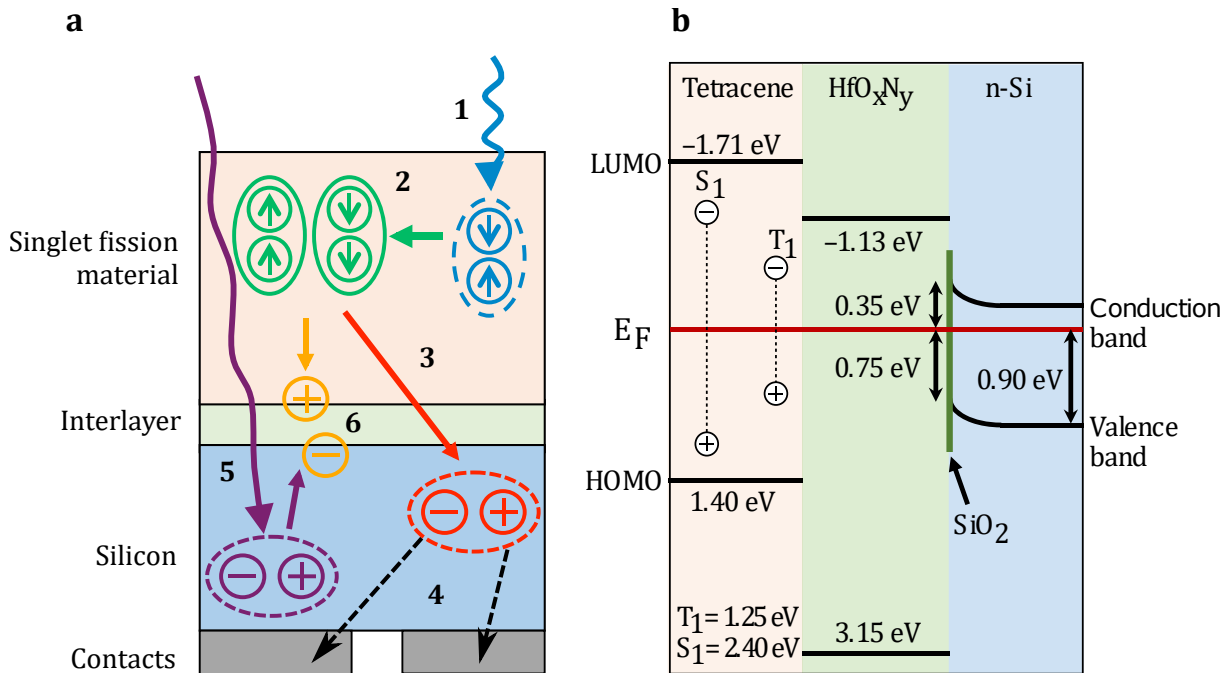 a
1
2
Singlet fission
material
3
Interlayer
6
5
Silicon
4
Contacts
b
Tetracene
HfOxNy
n-Si
LUMO
–1.71 eV
S1
T1
–1.13 eV
0.35 eV
Conduction
band
EF
0.75 eV
0.90 eV
Valence
band
HOMO
1.40 eV
SiO2
T1= 1.25 eV
S1= 2.40 eV
3.15 eV